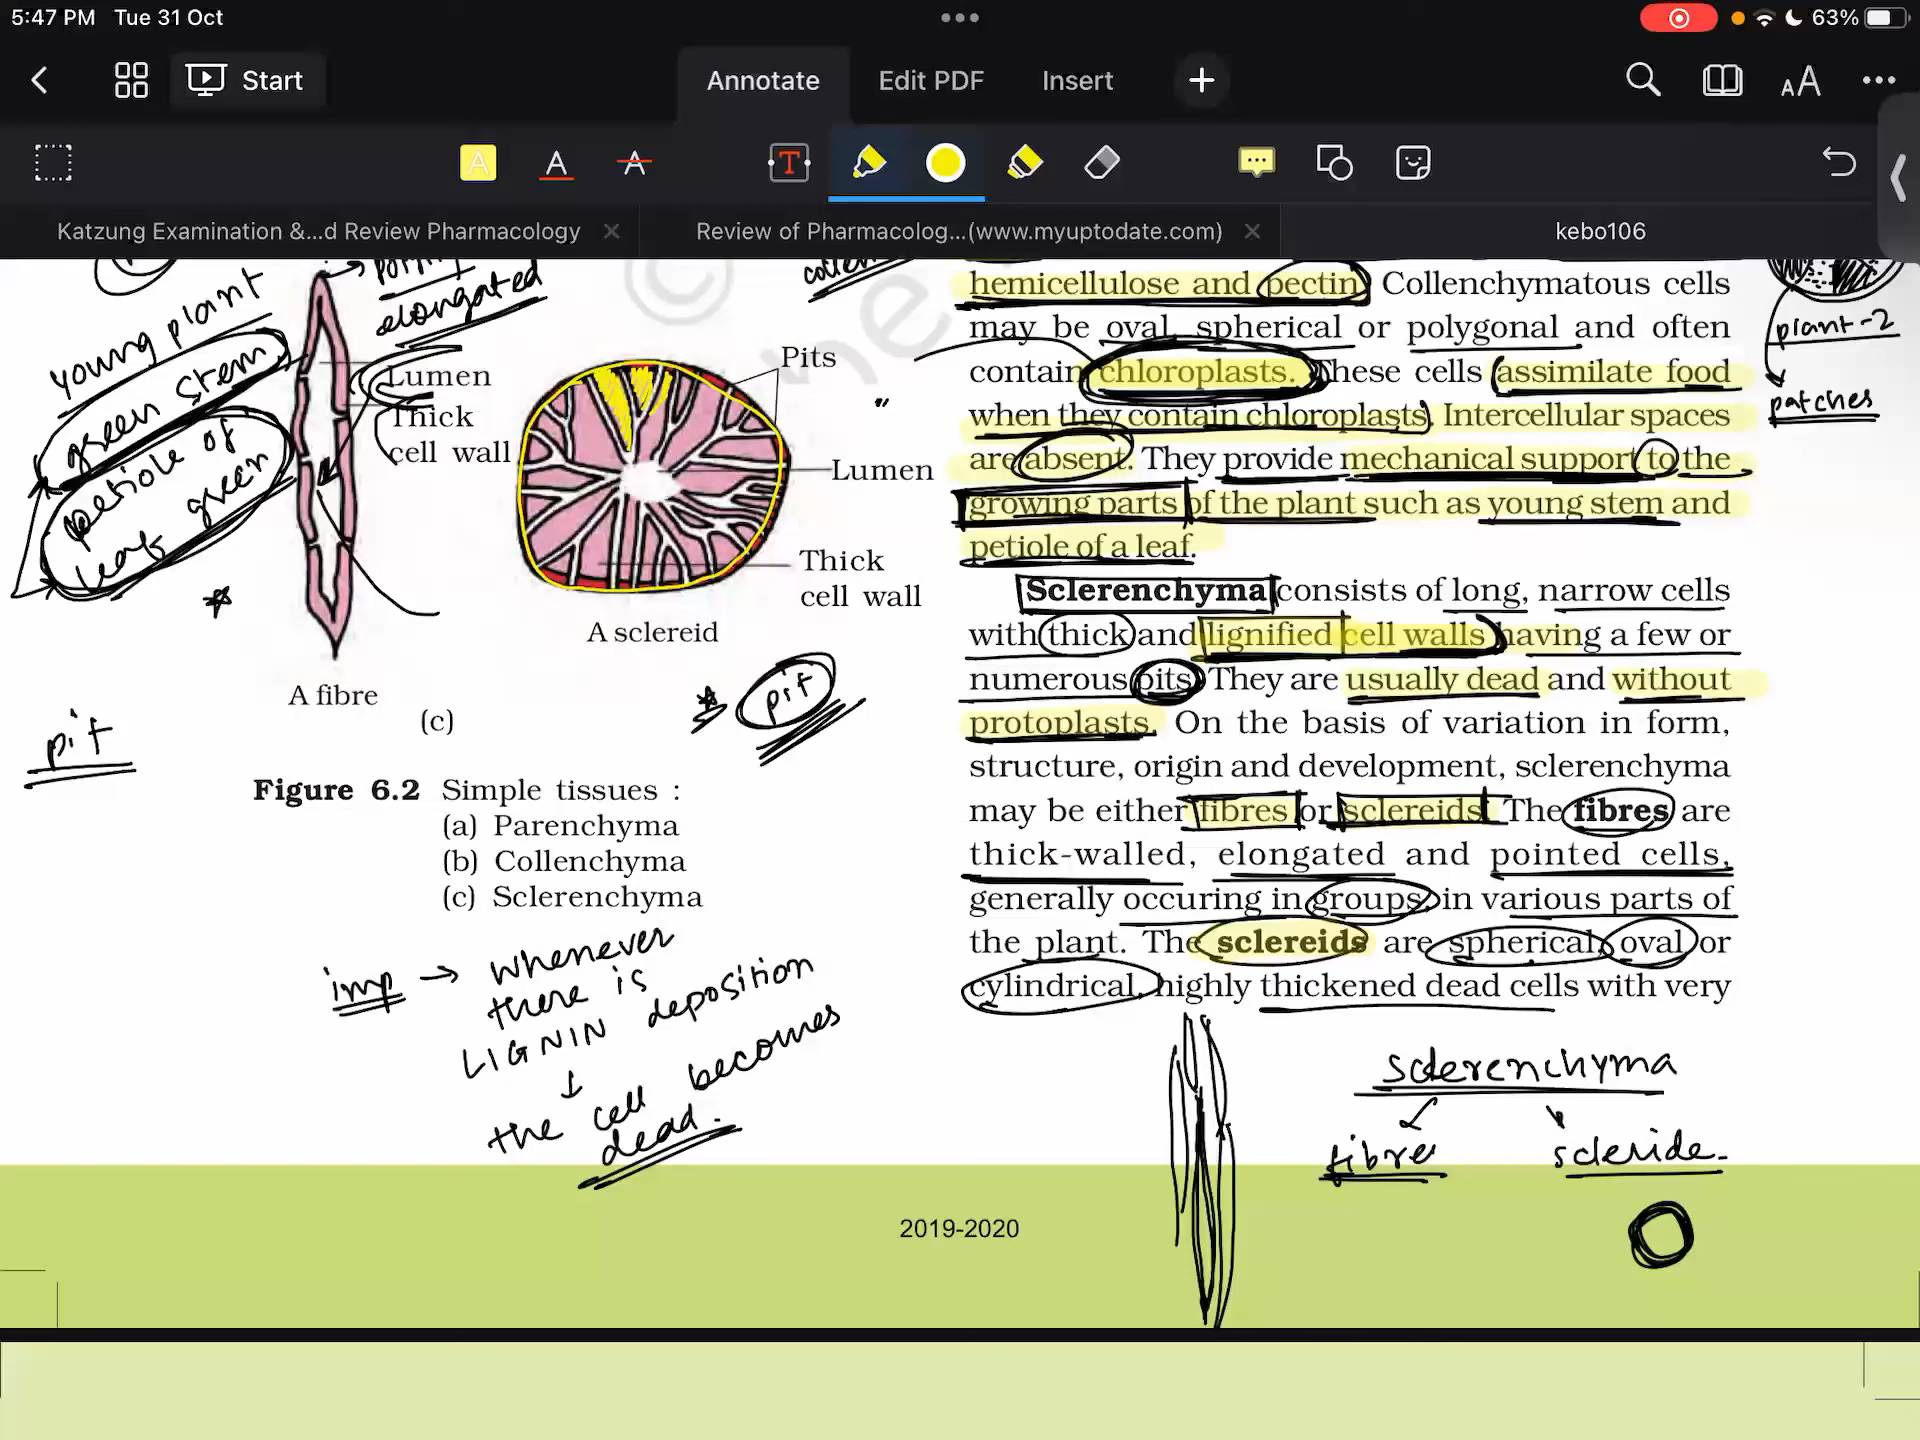 5:47 PM Tue 31 Oct
63%
Start
Annotate
Edit PDF
Insert
AA
A A A T
Katzung Examination &...d Review Pharmacology
Review of Pharmacolog...(www.myuptodate.com)
kebo106
elongated
young plant
green stem
petiole of
leaf green
Lumen
Thick
cell wall
A fibre
(c)
Pits
Lumen
Thick
cell wall
A sclereid
pit
pit
Figure 6.2 Simple tissues :
(a) Parenchyma
(b) Collenchyma
(c) Sclerenchyma
imp → Whenever
there is
LIGNIN deposition
↓
the cell becomes
dead.
hemicellulose and pectin. Collenchymatous cells
may be oval, spherical or polygonal and often
contain chloroplasts. These cells assimilate food
when they contain chloroplasts. Intercellular spaces
are absent. They provide mechanical support to the
growing parts of the plant such as young stem and
petiole of a leaf.
Sclerenchyma consists of long, narrow cells
with thick and lignified cell walls having a few or
numerous pits. They are usually dead and without
protoplasts. On the basis of variation in form,
structure, origin and development, sclerenchyma
may be either fibres or sclereids. The fibres are
thick-walled, elongated and pointed cells,
generally occuring in groups, in various parts of
the plant. The sclereids are spherical, oval or
cylindrical, highly thickened dead cells with very
plant-2
patches
sclerenchyma
fibre
scleride
2019-2020